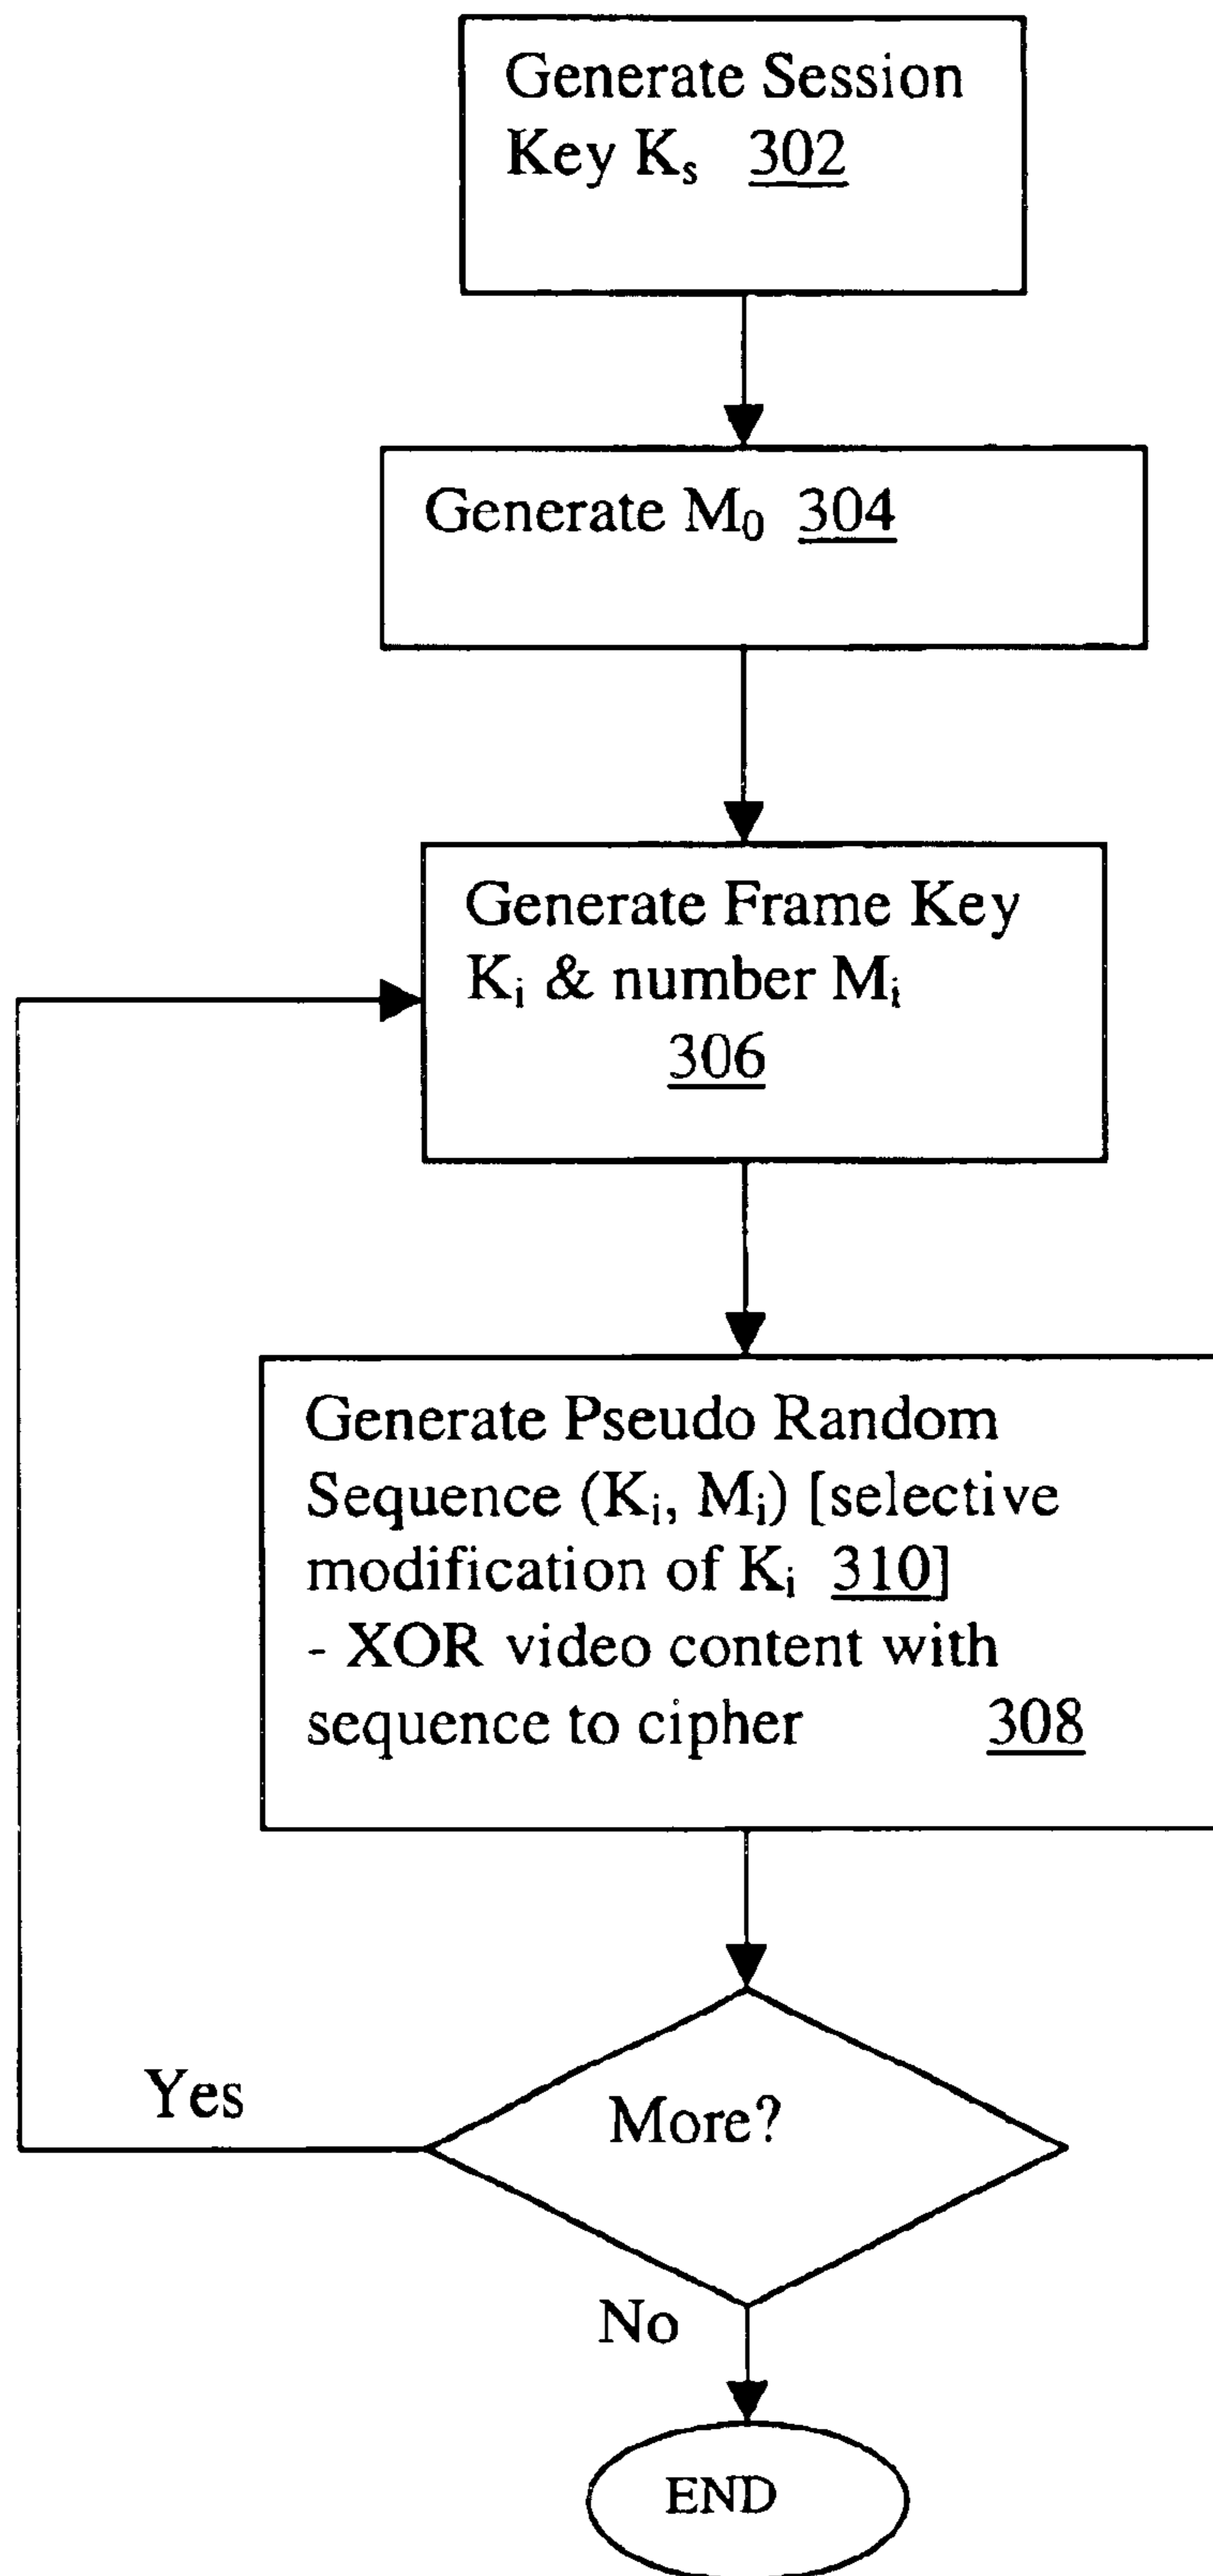 Generate Session
Key Ks 302
Generate M0 304
Generate Frame Key
Ki & number Mi
306
Generate Pseudo Random
Sequence (Ki, Mi) [selective
modification of Ki 310]
- XOR video content with
sequence to cipher 308
More?
Yes
No
END